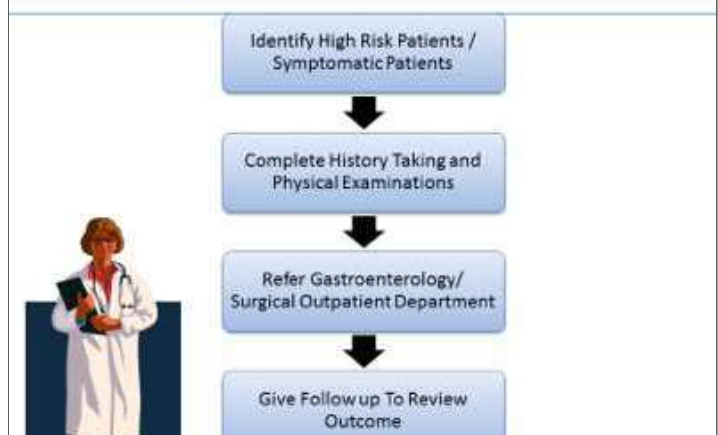 Identify High Risk Patients /
Symptomatic Patients
Complete History Taking and
Physical Examinations
Refer Gastroenterology/
Surgical Outpatient Department
Give Follow up To Review
Outcome